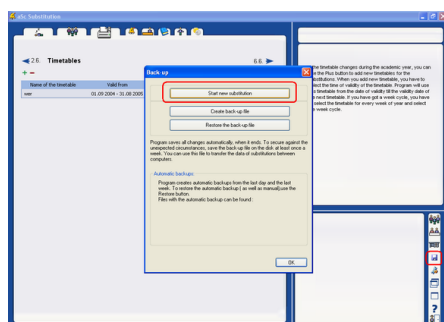 aSc Substitution
2.6. Timetables
6.6.
Name of the timetable
Valid from:
01.09.2004 - 31.08.2005
Back-up
Start new substitution
Create back-up file
Restore the back-up file
Program saves all changes automatically, when it ends. To secure against the
unexpected circumstances, save the back up file on the disk at least once a
week. You can use this file to transfer the data of substitutions between
computers.
Automatic backups
Program creates automatic backups from the last day and the last
week. To restore the automatic backup ( as well as manual)use the
Restore button.
Files with the automatic backup can be found :
OK
the timetable changes during the academic year, you can
the Plus button to add new timetables for the
substitutions. When you add new timetable, you have to
the time of validity of the timetable. Program will use
timetable from the date of validity till the validity date of
next timetable. If you have got a week cycle, you have
select the timetable for every week of year and select
week cycle.